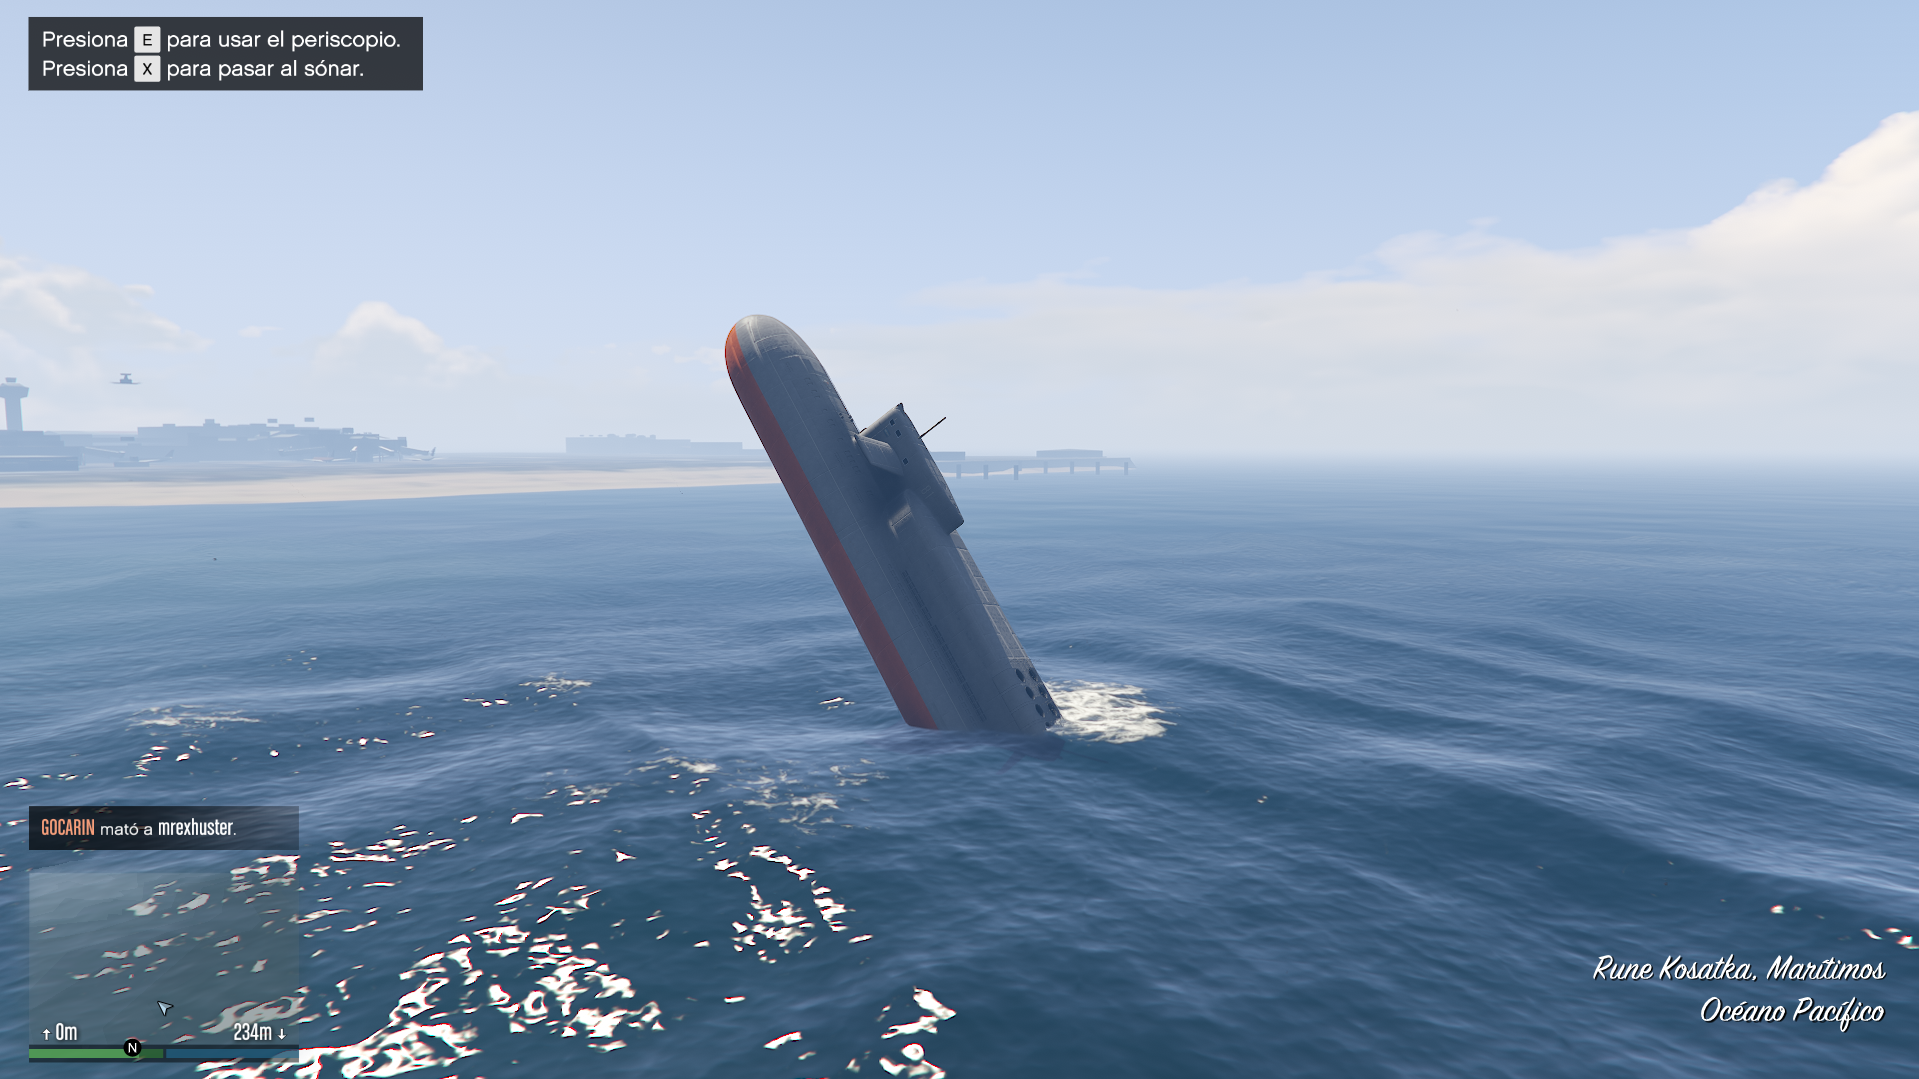 Presiona E para usar el periscopio.
Presiona X para pasar al sónar.
GOCARIN mató a mrexhuster.
↑ 0m
234m ↓
N
Rune Kosatka, Marítimos
Océano Pacífico